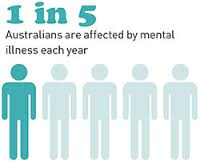 1 in 5
Australians are affected by mental
illness each year